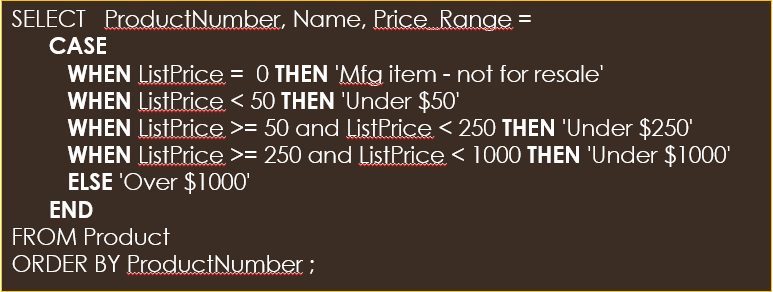 SELECT ProductNumber, Name, Price_Range =
CASE
WHEN ListPrice = 0 THEN 'Mfg item - not for resale'
WHEN ListPrice < 50 THEN 'Under $50'
WHEN ListPrice >= 50 and ListPrice < 250 THEN 'Under $250'
WHEN ListPrice >= 250 and ListPrice < 1000 THEN 'Under $1000'
ELSE 'Over $1000'
END
FROM Product
ORDER BY ProductNumber ;